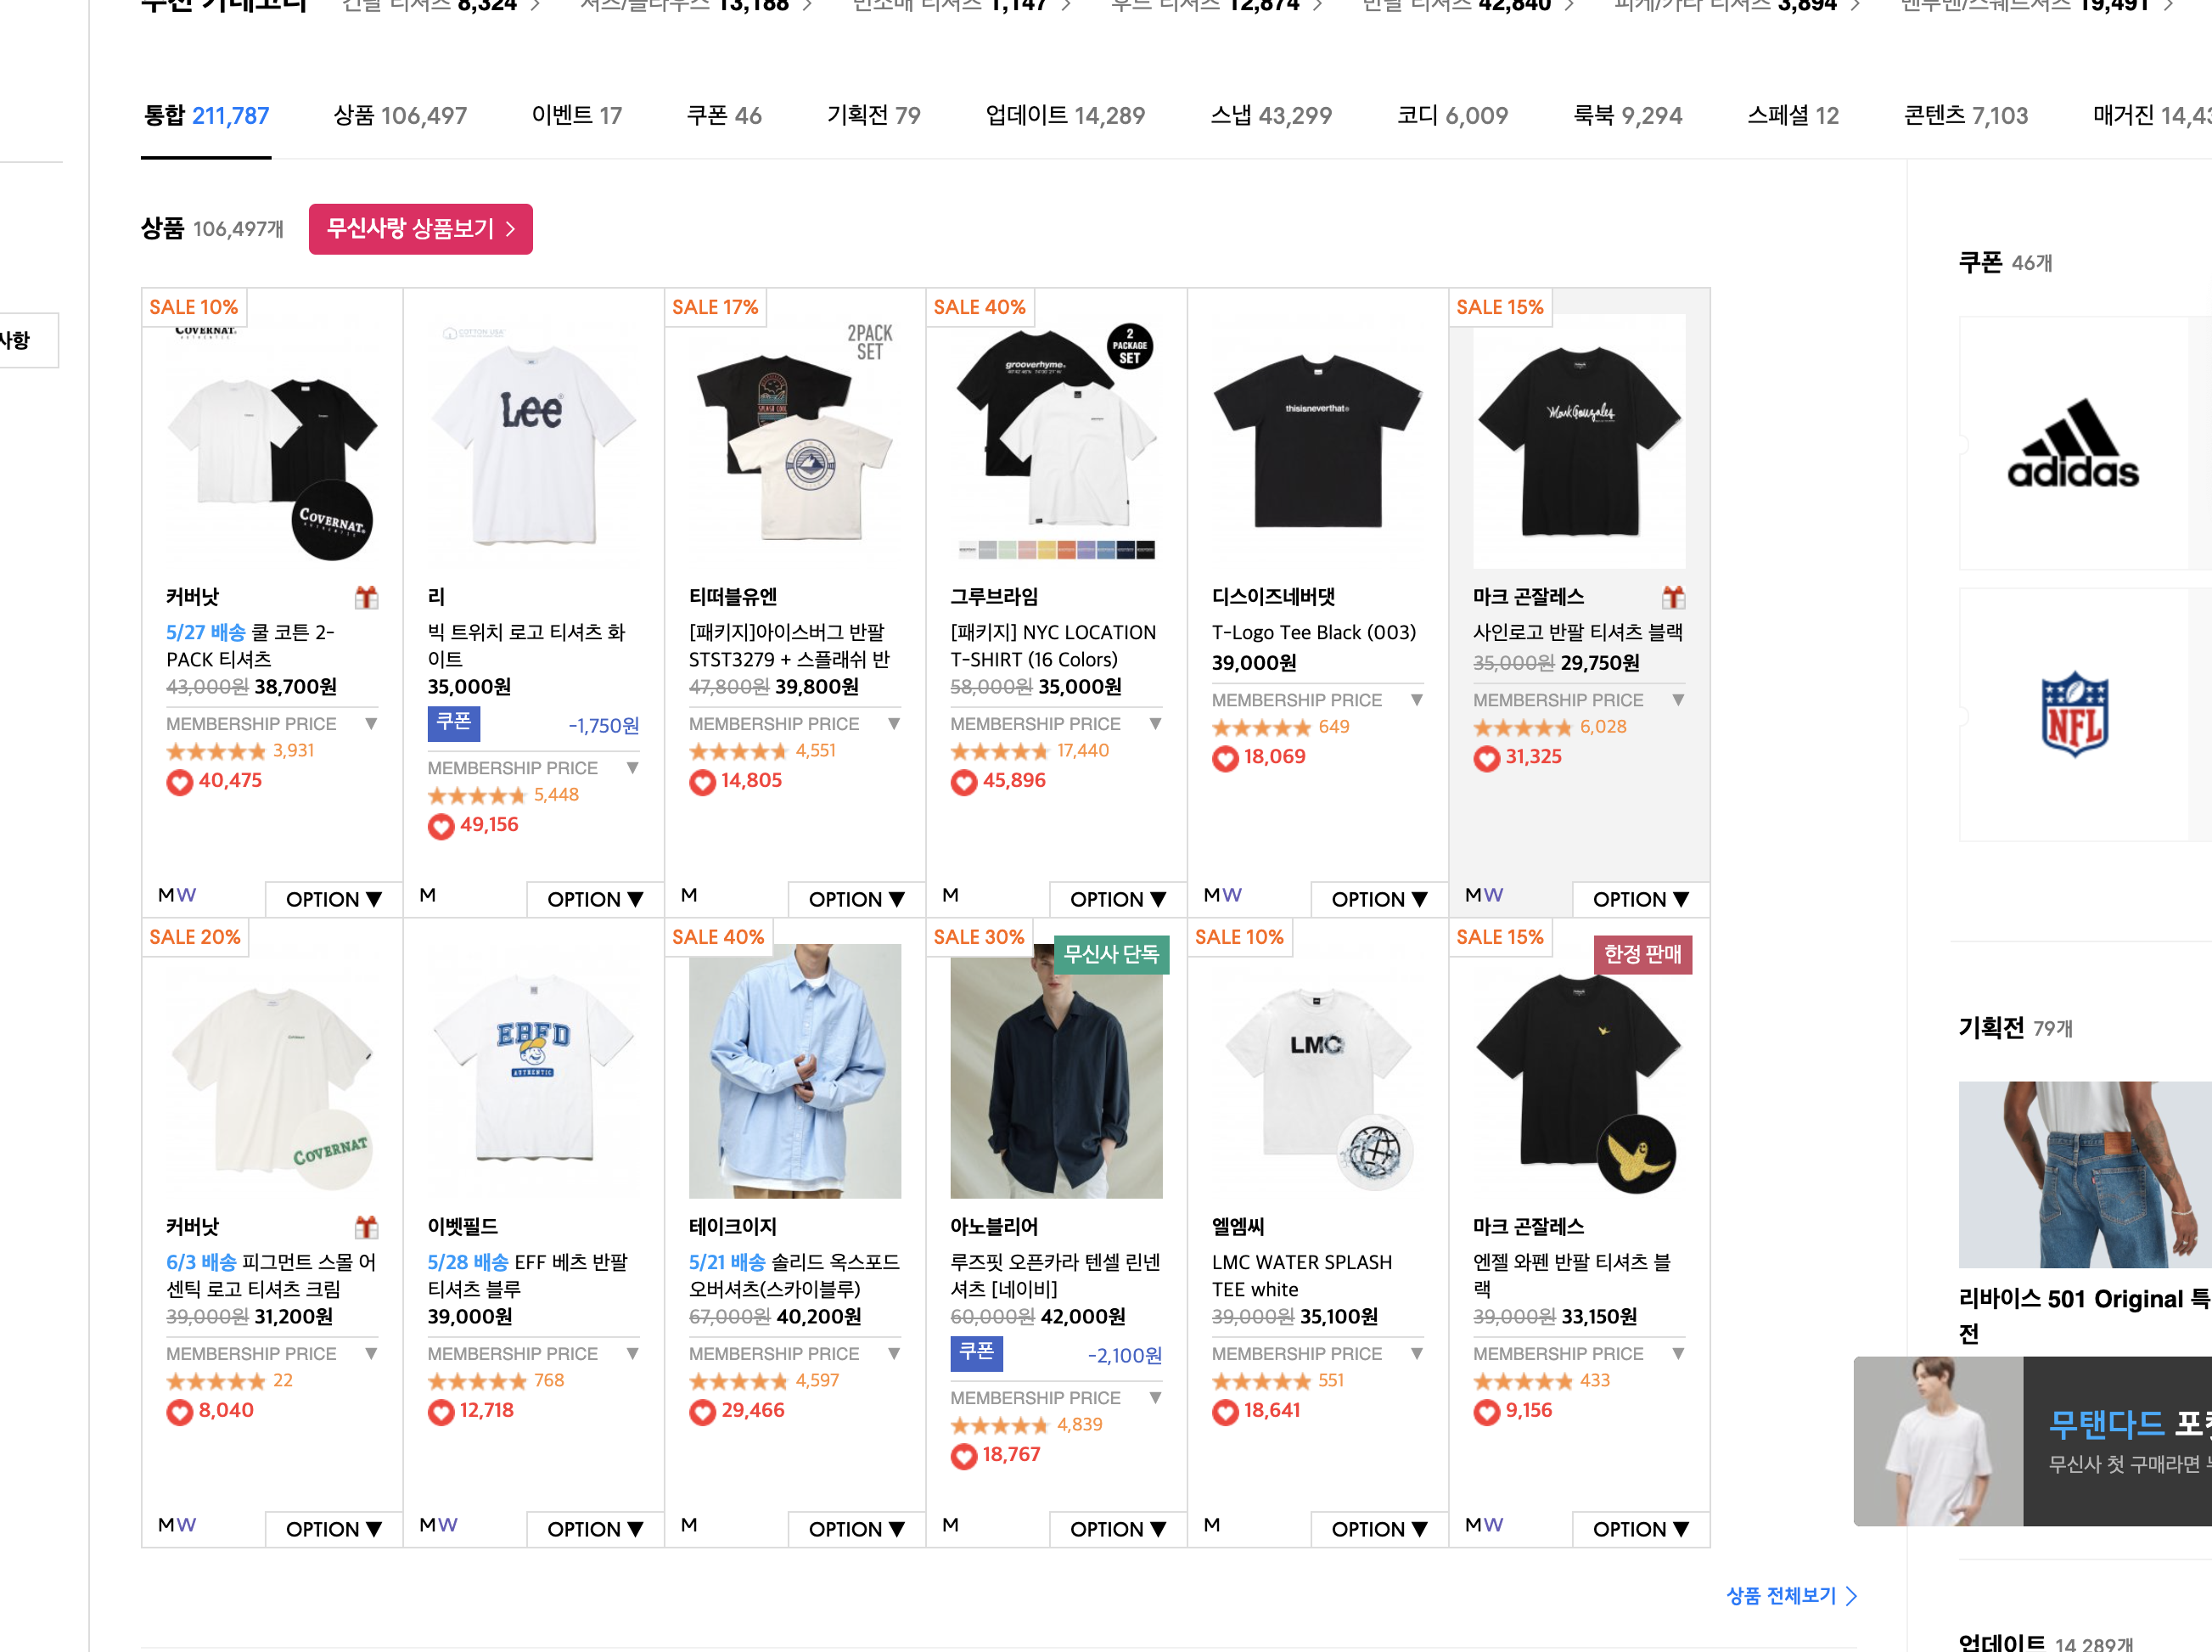 추천 카테고리
긴팔 티셔츠 8,324 >
셔츠/블라우스 13,188 >
민소매 티셔츠 1,147 >
후드 티셔츠 12,874 >
반팔 티셔츠 42,840 >
피케/카라 티셔츠 3,894 >
맨투맨/스웨트셔츠 19,491 >
통합 211,787
상품 106,497
이벤트 17
쿠폰 46
기획전 79
업데이트 14,289
스냅 43,299
코디 6,009
룩북 9,294
스페셜 12
콘텐츠 7,103
매거진 14,43
사항
상품 106,497개
무신사랑 상품보기 >
SALE 10%
COVERNAT.
AUTHENTIC
COVERNAT.
AUTHENTIC
커버낫
5/27 배송 쿨 코튼 2-
PACK 티셔츠
43,000원 38,700원
MEMBERSHIP PRICE ▼
3,931
40,475
MW
OPTION ▼
COTTON USA
Lee
리
빅 트위치 로고 티셔츠 화
이트
35,000원
쿠폰 -1,750원
MEMBERSHIP PRICE ▼
5,448
49,156
M
OPTION ▼
SALE 17%
2PACK
SET
SPLASH COOL
티떠블유엔
[패키지]아이스버그 반팔
STST3279 + 스플래쉬 반
47,800원 39,800원
MEMBERSHIP PRICE ▼
4,551
14,805
M
OPTION ▼
SALE 40%
2
PACKAGE
SET
grooverhyme.
그루브라임
[패키지] NYC LOCATION
T-SHIRT (16 Colors)
58,000원 35,000원
MEMBERSHIP PRICE ▼
17,440
45,896
M
OPTION ▼
thisisneverthat®
디스이즈네버댓
T-Logo Tee Black (003)
39,000원
MEMBERSHIP PRICE ▼
649
18,069
MW
OPTION ▼
SALE 15%
Mark Gonzales
마크 곤잘레스
사인로고 반팔 티셔츠 블랙
35,000원 29,750원
MEMBERSHIP PRICE ▼
6,028
31,325
MW
OPTION ▼
SALE 20%
COVERNAT
커버낫
6/3 배송 피그먼트 스몰 어
센틱 로고 티셔츠 크림
39,000원 31,200원
MEMBERSHIP PRICE ▼
22
8,040
MW
OPTION ▼
EBFD
AUTHENTIC
이벳필드
5/28 배송 EFF 베츠 반팔
티셔츠 블루
39,000원
MEMBERSHIP PRICE ▼
768
12,718
MW
OPTION ▼
SALE 40%
테이크이지
5/21 배송 솔리드 옥스포드
오버셔츠(스카이블루)
67,000원 40,200원
MEMBERSHIP PRICE ▼
4,597
29,466
M
OPTION ▼
SALE 30%
무신사 단독
아노블리어
루즈핏 오픈카라 텐셀 린넨
셔츠 [네이비]
60,000원 42,000원
쿠폰 -2,100원
MEMBERSHIP PRICE ▼
4,839
18,767
M
OPTION ▼
SALE 10%
LMC
엘엠씨
LMC WATER SPLASH
TEE white
39,000원 35,100원
MEMBERSHIP PRICE ▼
551
18,641
M
OPTION ▼
SALE 15%
한정 판매
마크 곤잘레스
엔젤 와펜 반팔 티셔츠 블
랙
39,000원 33,150원
MEMBERSHIP PRICE ▼
433
9,156
MW
OPTION ▼
상품 전체보기 >
쿠폰 46개
adidas
NFL
기획전 79개
리바이스 501 Original 특
전
무탠다드 포켓
무신사 첫 구매라면
업데이트 14,289개